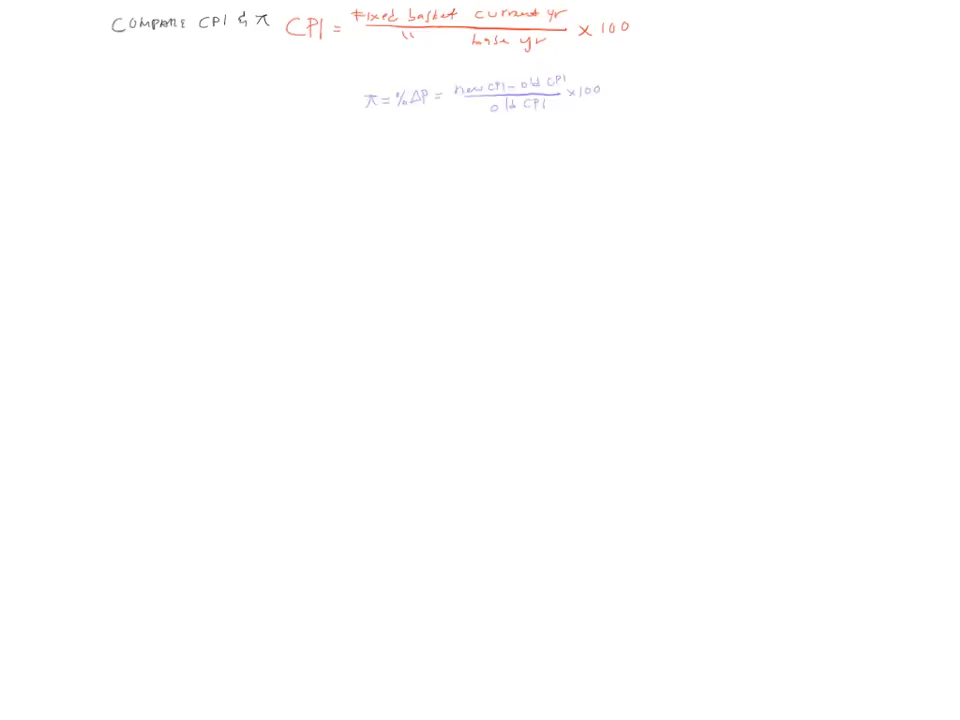 COMPARE CPI & π CPI = Fixed basket current yr × 100
" base yr
π = % ΔP = new CPI - old CPI × 100
old CPI